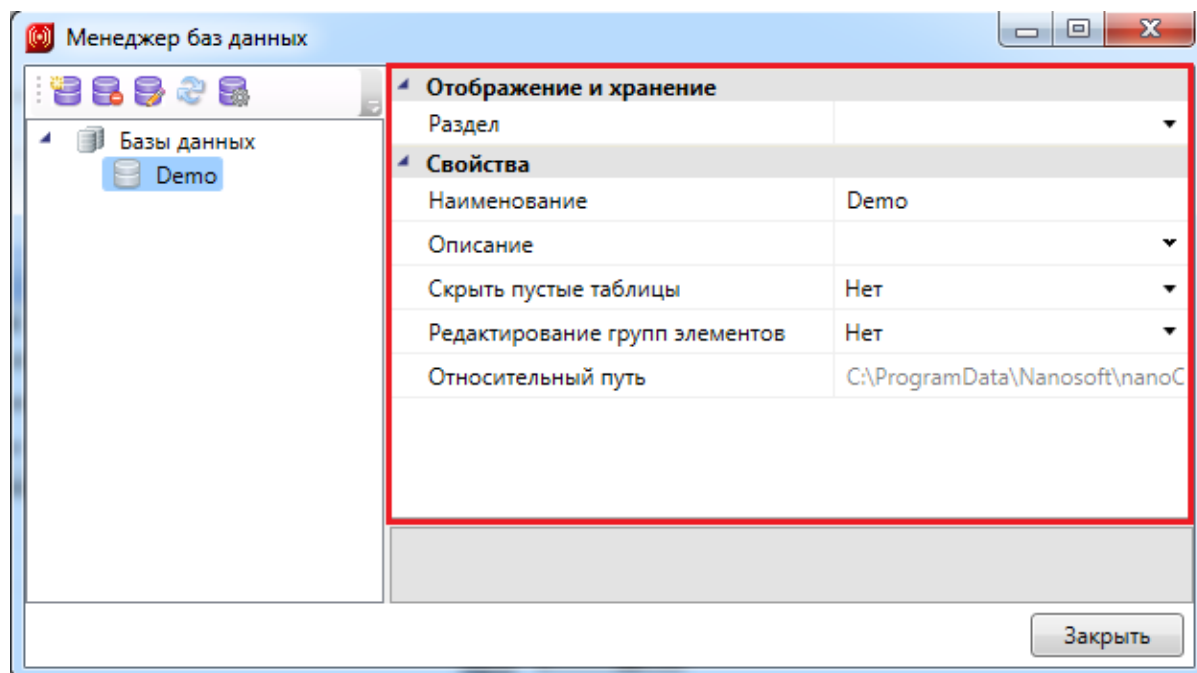 Менеджер баз данных
Базы данных
Demo
Отображение и хранение
Раздел
Свойства
Наименование Demo
Описание
Скрыть пустые таблицы Нет
Редактирование групп элементов Нет
Относительный путь C:\ProgramData\Nanosoft\nanoC
Закрыть